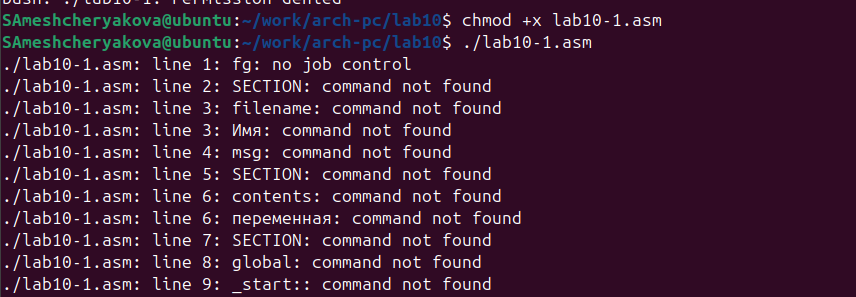 bash: ./lab10-1: Permission denied
SAmeshcheryakova@ubuntu:~/work/arch-pc/lab10$ chmod +x lab10-1.asm
SAmeshcheryakova@ubuntu:~/work/arch-pc/lab10$ ./lab10-1.asm
./lab10-1.asm: line 1: fg: no job control
./lab10-1.asm: line 2: SECTION: command not found
./lab10-1.asm: line 3: filename: command not found
./lab10-1.asm: line 3: Имя: command not found
./lab10-1.asm: line 4: msg: command not found
./lab10-1.asm: line 5: SECTION: command not found
./lab10-1.asm: line 6: contents: command not found
./lab10-1.asm: line 6: переменная: command not found
./lab10-1.asm: line 7: SECTION: command not found
./lab10-1.asm: line 8: global: command not found
./lab10-1.asm: line 9: _start:: command not found